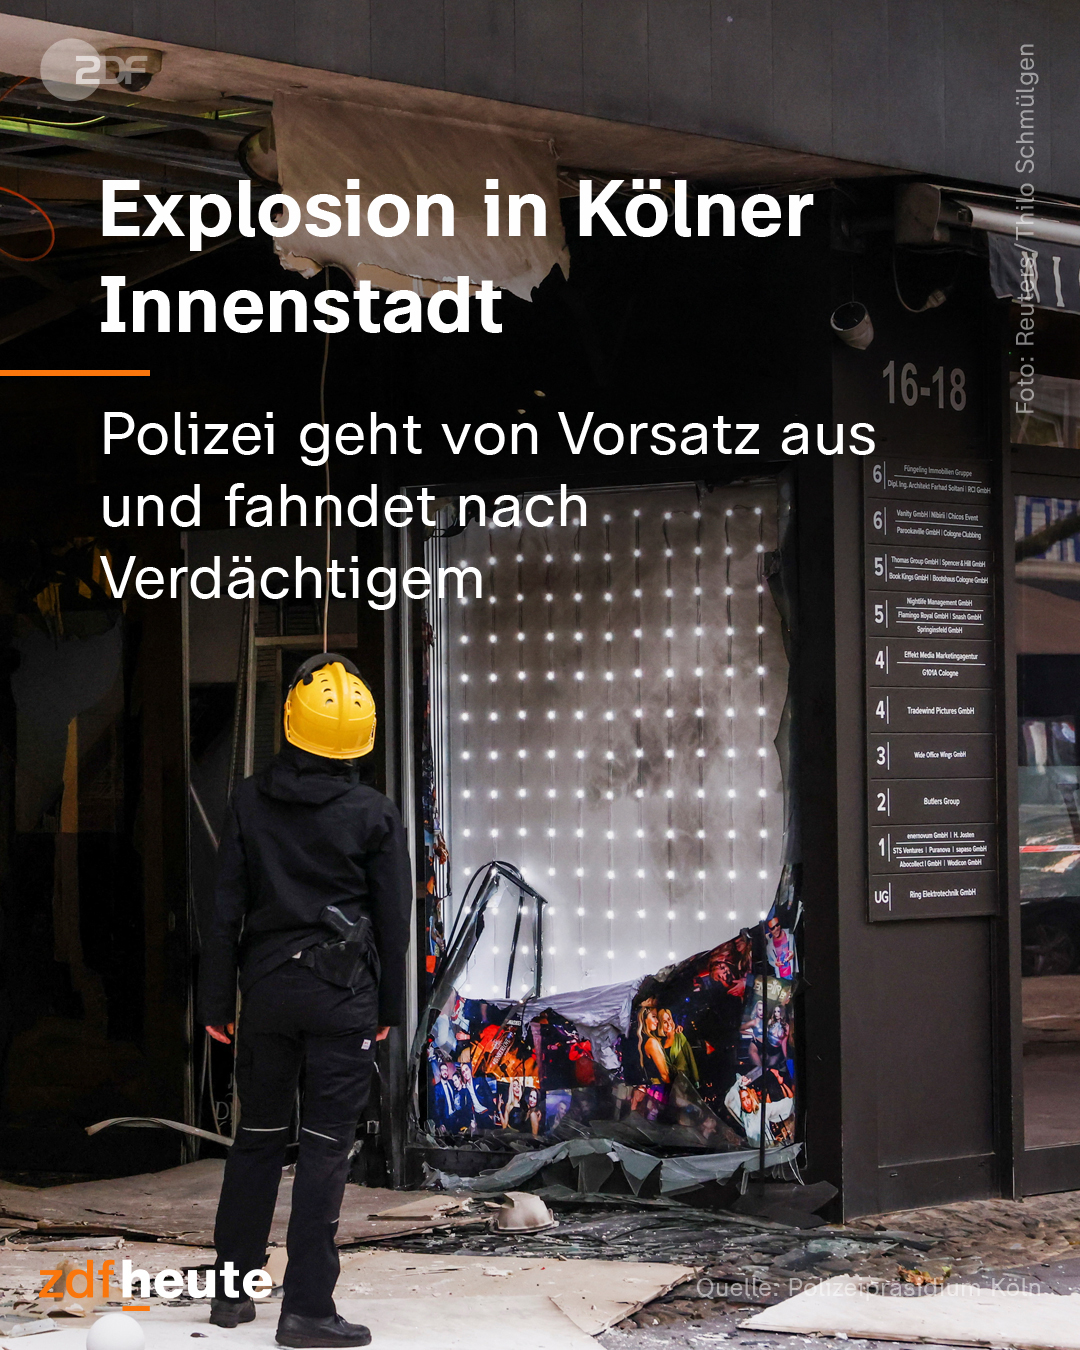 ZDF
Foto: Reuters/Thilo Schmülgen
Explosion in Kölner
Innenstadt
Polizei geht von Vorsatz aus
und fahndet nach
Verdächtigem
16-18
6
Füngeling Immobilien Gruppe
Dipl. Ing. Architekt Farhad Soltani | RCI GmbH
6
Vanity GmbH | Nibirii | Chicos Event
Parookaville GmbH | Cologne Clubbing
5
Thomas Group GmbH | Spencer & Hill GmbH
Book Kings GmbH | Bootshaus Cologne GmbH
5
Nightlife Management GmbH
Flamingo Royal GmbH | Snash GmbH
Springinsfeld GmbH
4
Effekt Media Marketingagentur
G101A Cologne
4
Tradewind Pictures GmbH
3
Wide Office Wings GmbH
2
Butlers Group
1
enernovum GmbH | H. Josten
STS Ventures | Puranova | sapaso GmbH
Abocollect | GmbH | Wodicon GmbH
UG
Ring Elektrotechnik GmbH
zdfheute
Quelle: Polizeipräsidium Köln